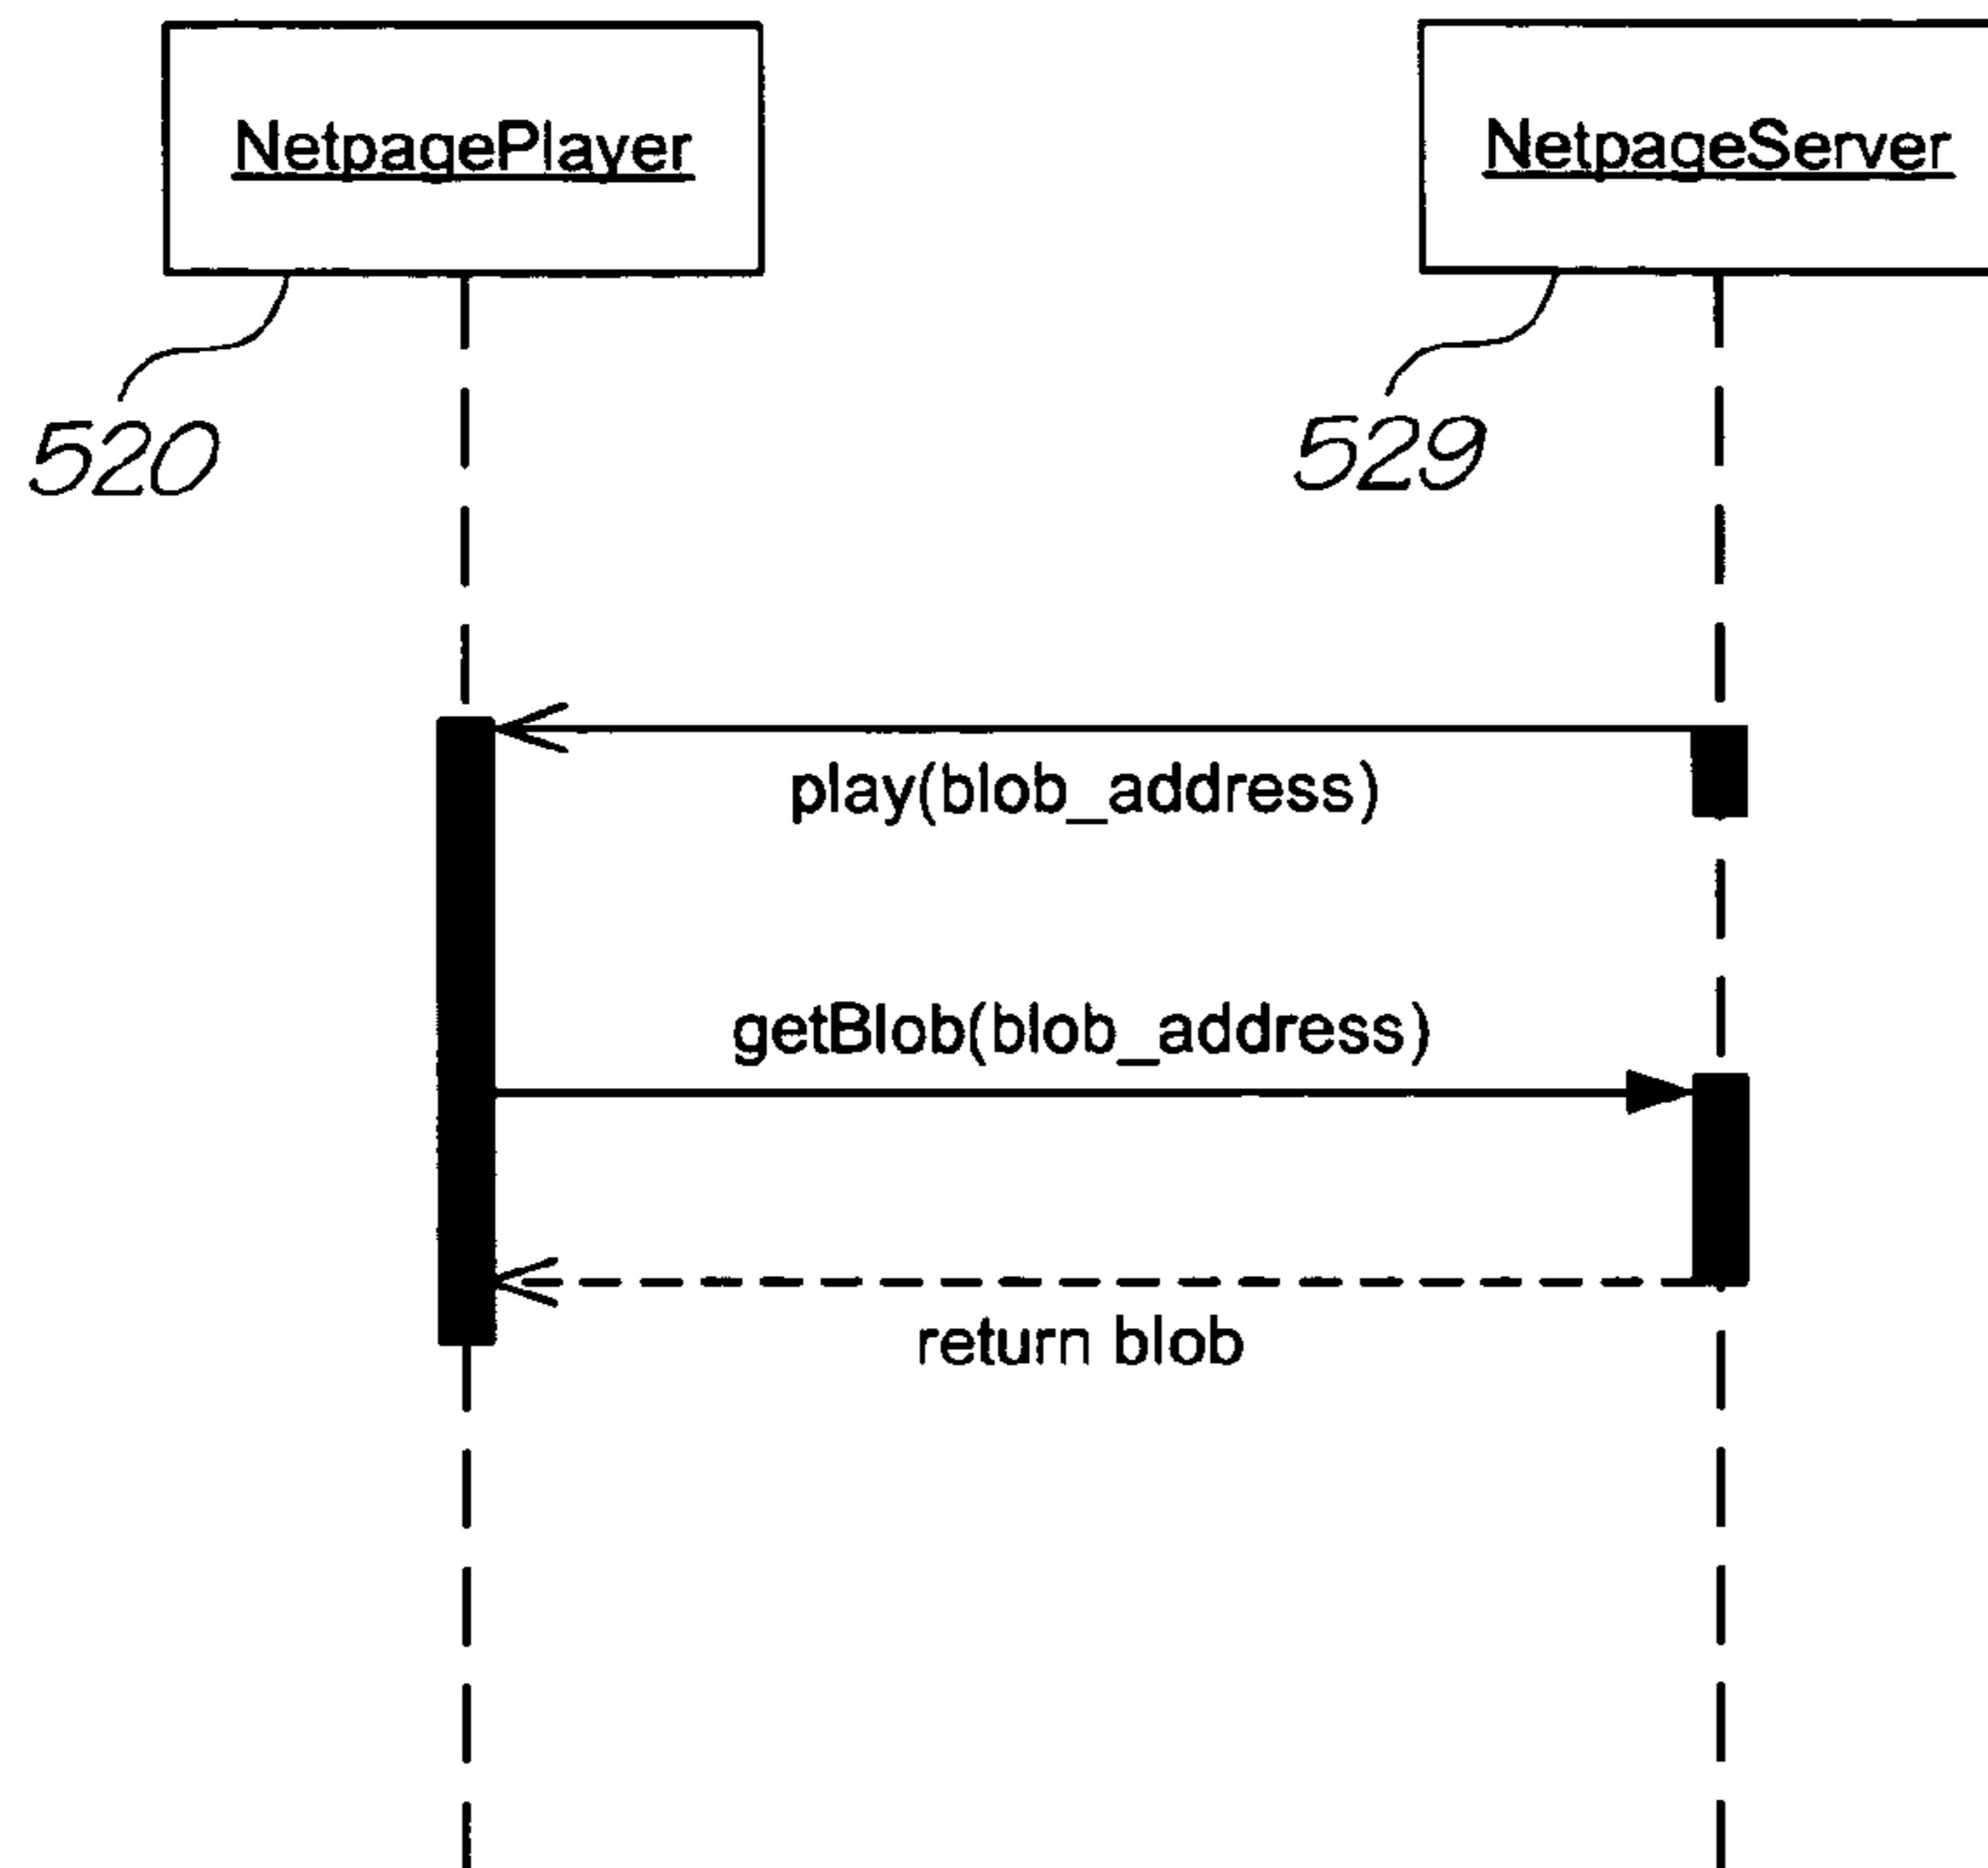 NetpagePlayer
NetpageServer
520
529
play(blob_address)
getBlob(blob_address)
return blob